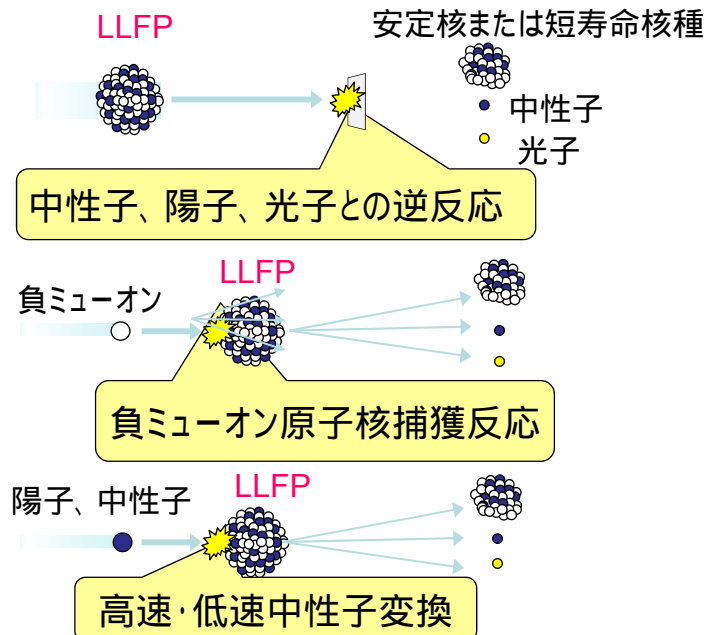 LLFP
安定核または短寿命核種
中性子
光子
中性子、陽子、光子との逆反応
LLFP
負ミューオン
負ミューオン原子核捕獲反応
LLFP
陽子、中性子
高速・低速中性子変換